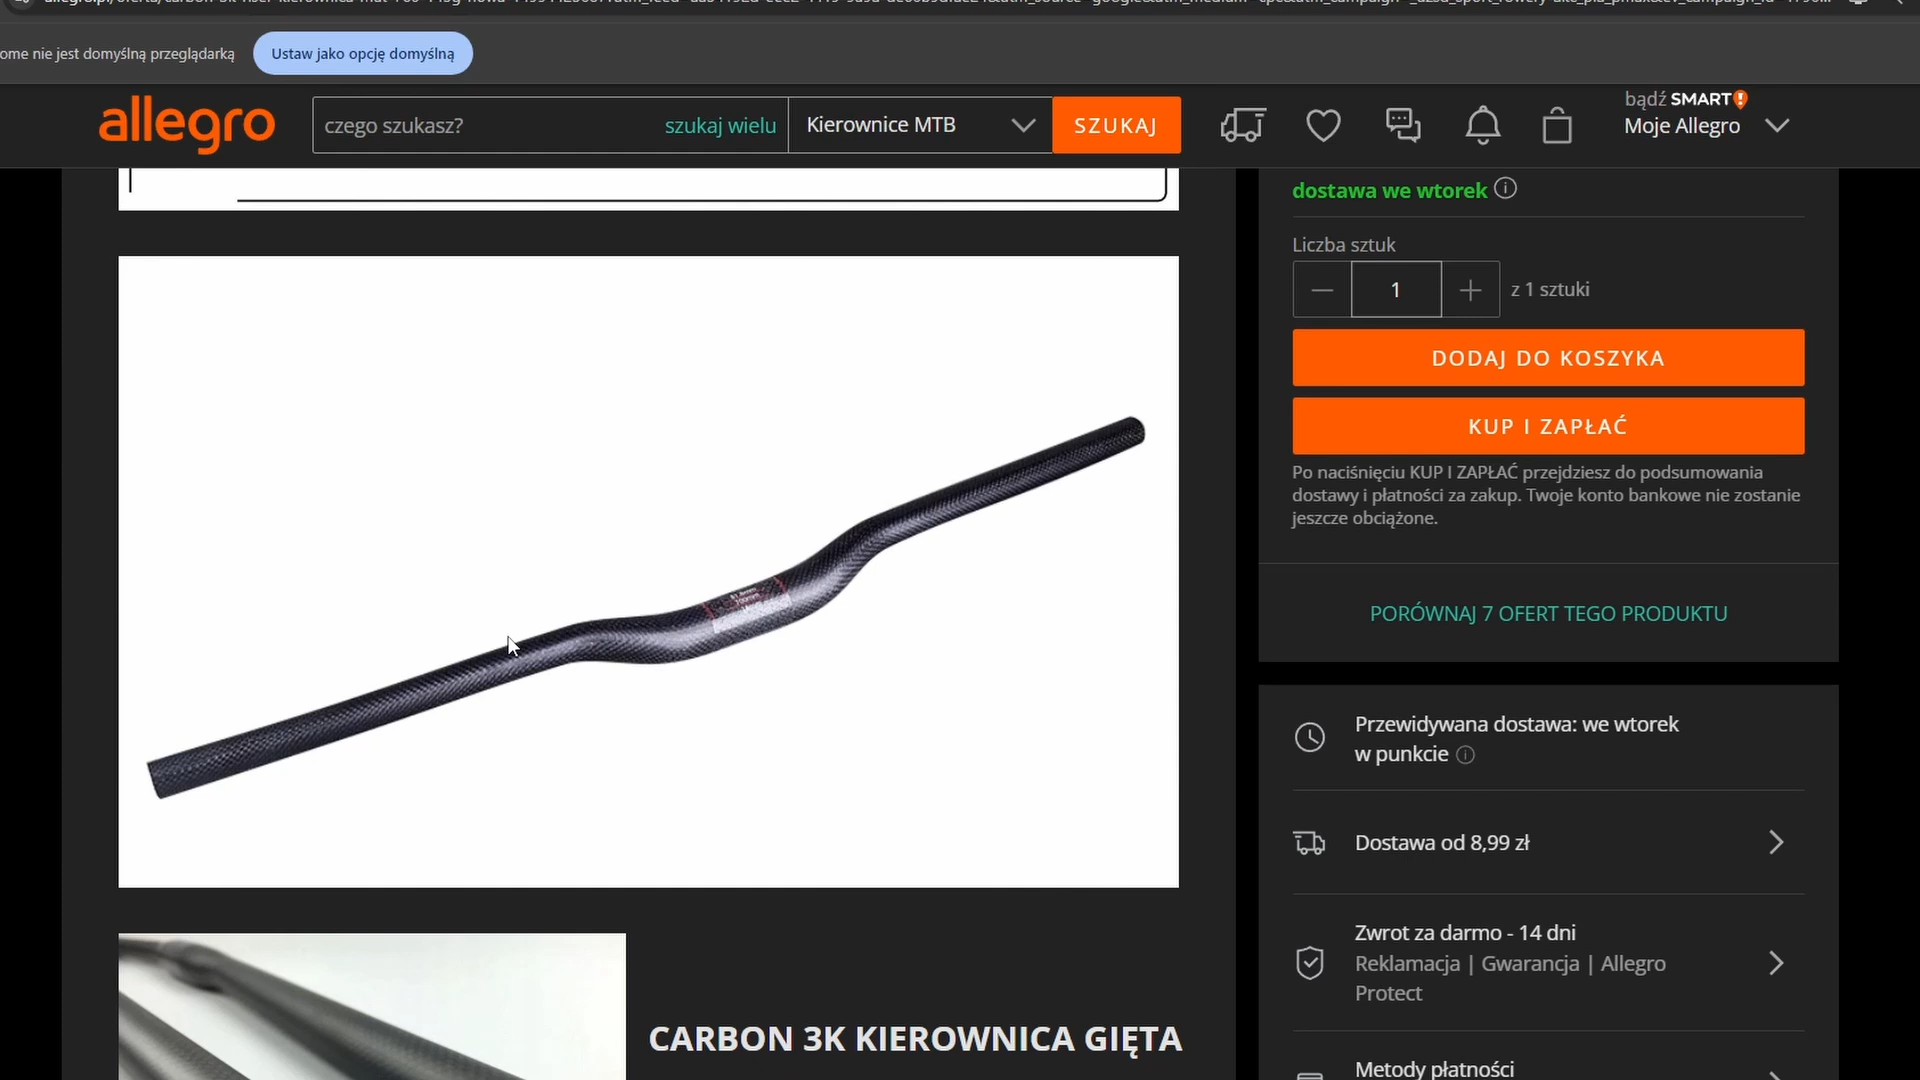 ome nie jest domyślną przeglądarką
Ustaw jako opcję domyślną
allegro
czego szukasz?
szukaj wielu
Kierownice MTB
SZUKAJ
bądź SMART!
Moje Allegro
dostawa we wtorek
Liczba sztuk
1
z 1 sztuki
DODAJ DO KOSZYKA
KUP I ZAPŁAĆ
Po naciśnięciu KUP I ZAPŁAĆ przejdziesz do podsumowania
dostawy i płatności za zakup. Twoje konto bankowe nie zostanie
jeszcze obciążone.
PORÓWNAJ 7 OFERT TEGO PRODUKTU
Przewidywana dostawa: we wtorek
w punkcie
Dostawa od 8,99 zł
Zwrot za darmo - 14 dni
Reklamacja | Gwarancja | Allegro
Protect
Metody płatności
CARBON 3K KIEROWNICA GIĘTA